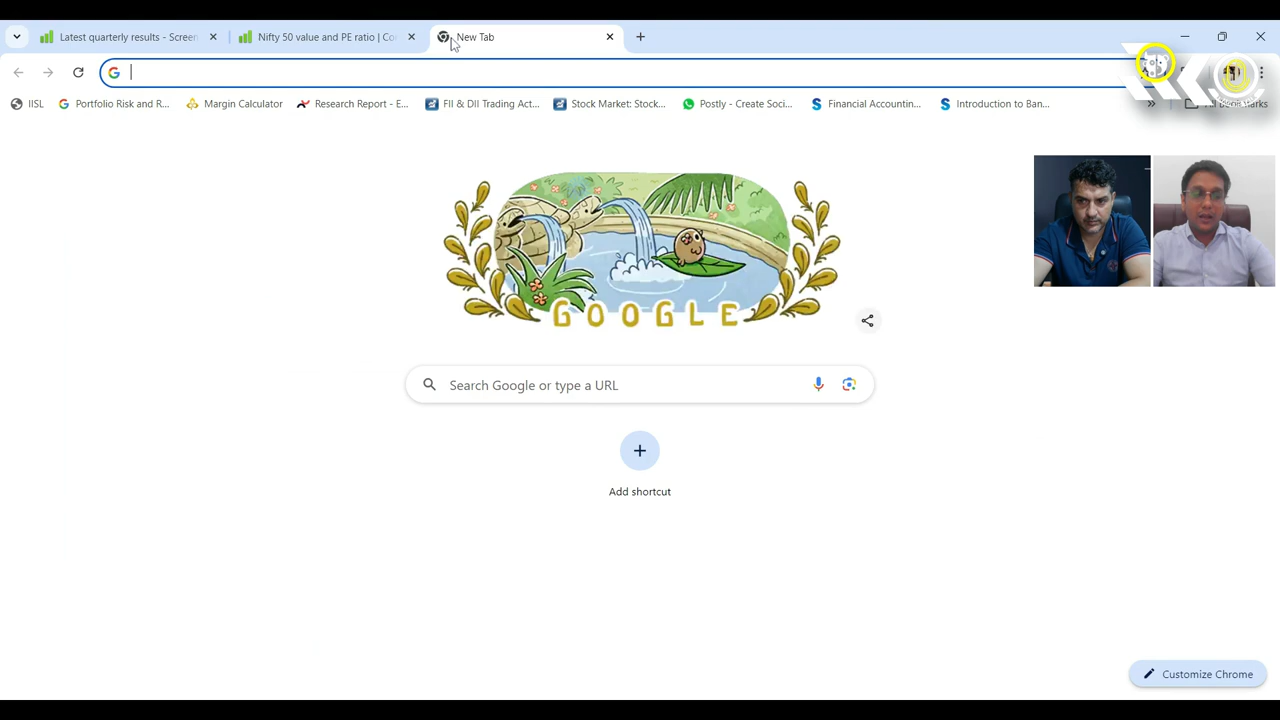 Latest quarterly results - Screen
Nifty 50 value and PE ratio | Co
New Tab
IISL
Portfolio Risk and R...
Margin Calculator
Research Report - E...
FII & DII Trading Act...
Stock Market: Stock...
Postly - Create Soci...
Financial Accountin...
Introduction to Ban...
All Bookmarks
GOOGLE
Search Google or type a URL
Add shortcut
Customize Chrome